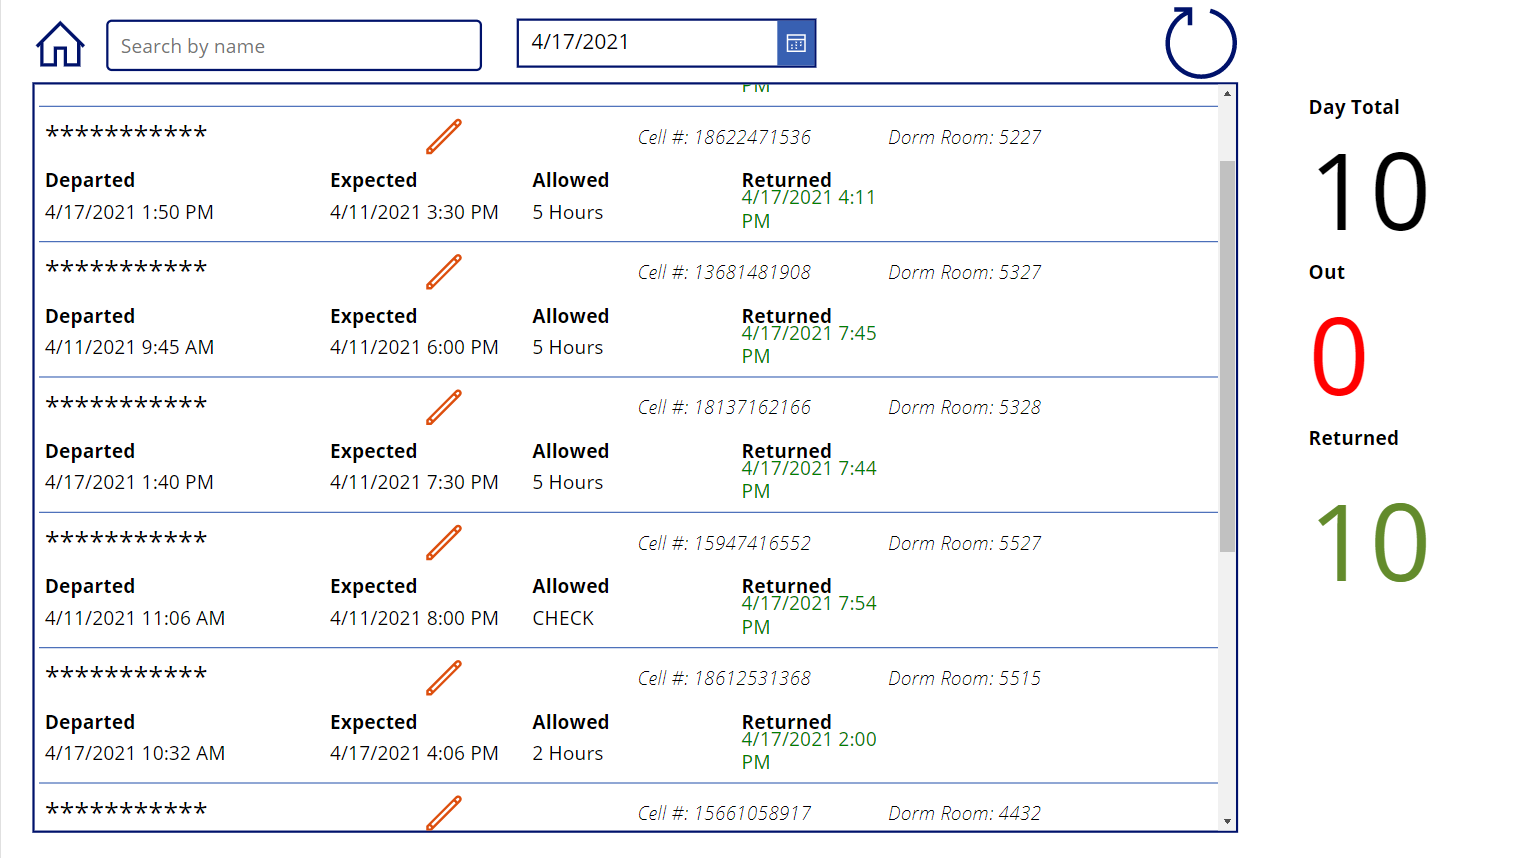 Search by name
4/17/2021
PM
***********
Cell #: 18622471536 Dorm Room: 5227
Departed Expected Allowed Returned
4/17/2021 1:50 PM 4/11/2021 3:30 PM 5 Hours 4/17/2021 4:11
PM
***********
Cell #: 13681481908 Dorm Room: 5327
Departed Expected Allowed Returned
4/11/2021 9:45 AM 4/11/2021 6:00 PM 5 Hours 4/17/2021 7:45
PM
***********
Cell #: 18137162166 Dorm Room: 5328
Departed Expected Allowed Returned
4/17/2021 1:40 PM 4/11/2021 7:30 PM 5 Hours 4/17/2021 7:44
PM
***********
Cell #: 15947416552 Dorm Room: 5527
Departed Expected Allowed Returned
4/11/2021 11:06 AM 4/11/2021 8:00 PM CHECK 4/17/2021 7:54
PM
***********
Cell #: 18612531368 Dorm Room: 5515
Departed Expected Allowed Returned
4/17/2021 10:32 AM 4/17/2021 4:06 PM 2 Hours 4/17/2021 2:00
PM
***********
Cell #: 15661058917 Dorm Room: 4432
Day Total
10
Out
0
Returned
10